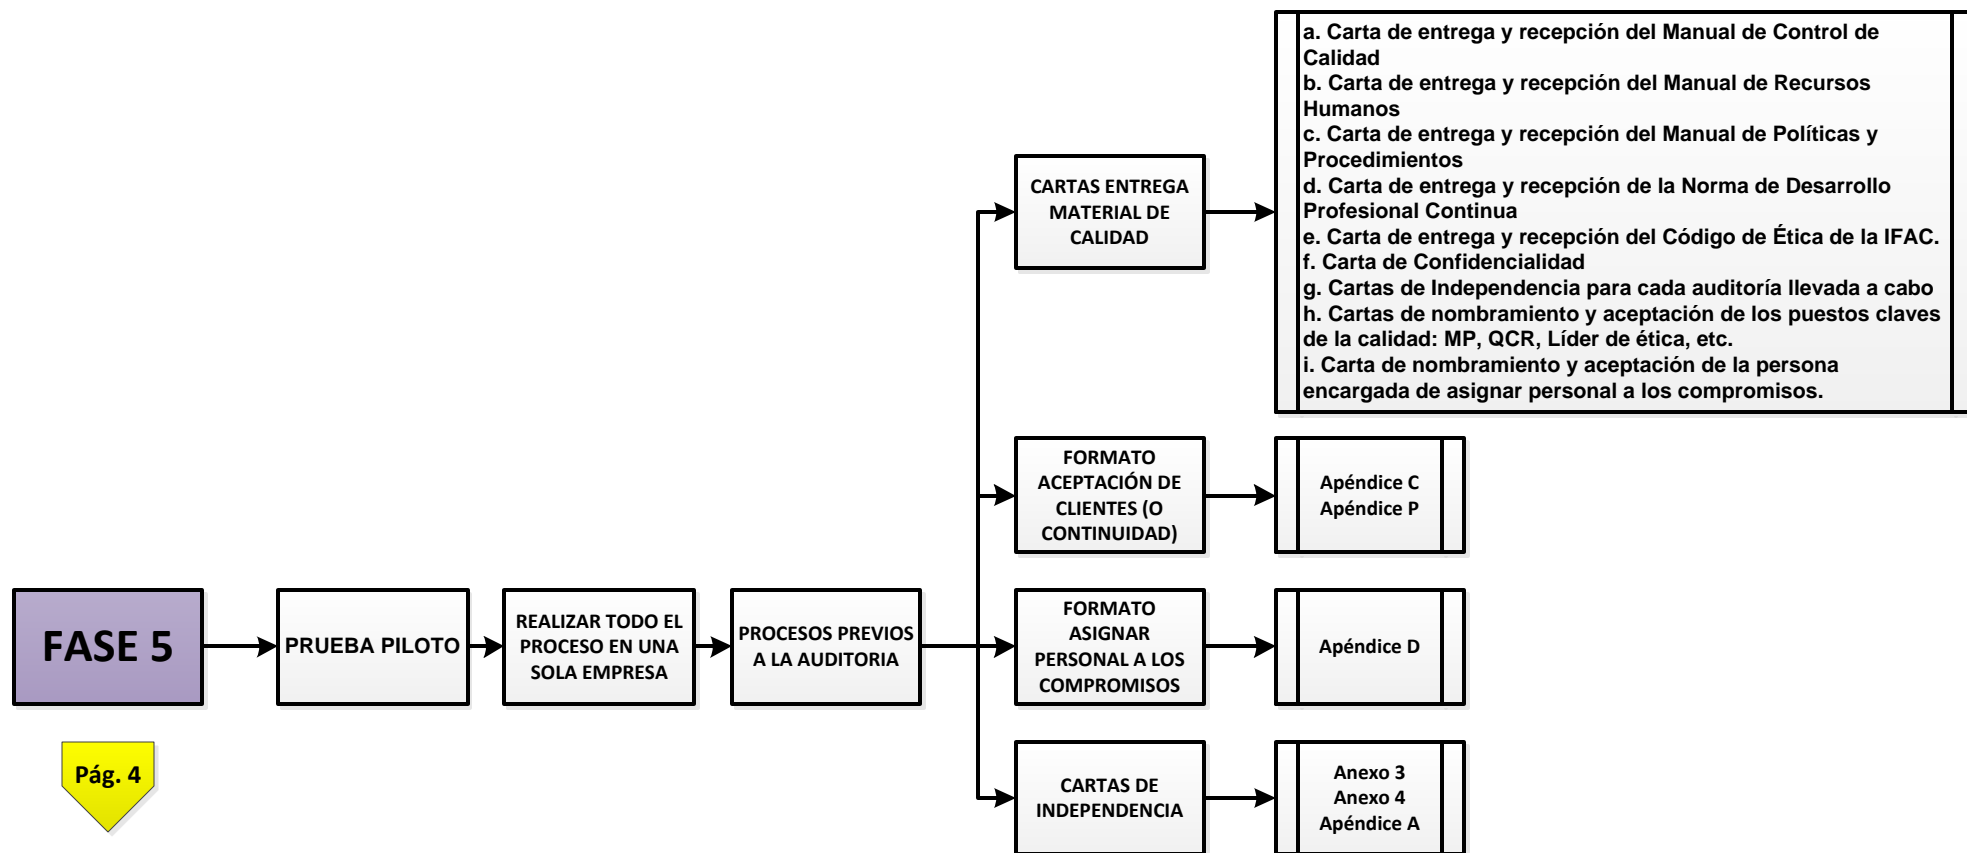 a. Carta de entrega y recepción del Manual de Control de
Calidad
b. Carta de entrega y recepción del Manual de Recursos
Humanos
c. Carta de entrega y recepción del Manual de Políticas y
Procedimientos
d. Carta de entrega y recepción de la Norma de Desarrollo
Profesional Continua
e. Carta de entrega y recepción del Código de Ética de la IFAC.
f. Carta de Confidencialidad
g. Cartas de Independencia para cada auditoría llevada a cabo
h. Cartas de nombramiento y aceptación de los puestos claves
de la calidad: MP, QCR, Líder de ética, etc.
i. Carta de nombramiento y aceptación de la persona
encargada de asignar personal a los compromisos.
CARTAS ENTREGA
MATERIAL DE
CALIDAD
FORMATO
ACEPTACIÓN DE
CLIENTES (O
CONTINUIDAD)
Apéndice C
Apéndice P
FASE 5
PRUEBA PILOTO
REALIZAR TODO EL
PROCESO EN UNA
SOLA EMPRESA
PROCESOS PREVIOS
A LA AUDITORIA
FORMATO
ASIGNAR
PERSONAL A LOS
COMPROMISOS
Apéndice D
Pág. 4
CARTAS DE
INDEPENDENCIA
Anexo 3
Anexo 4
Apéndice A